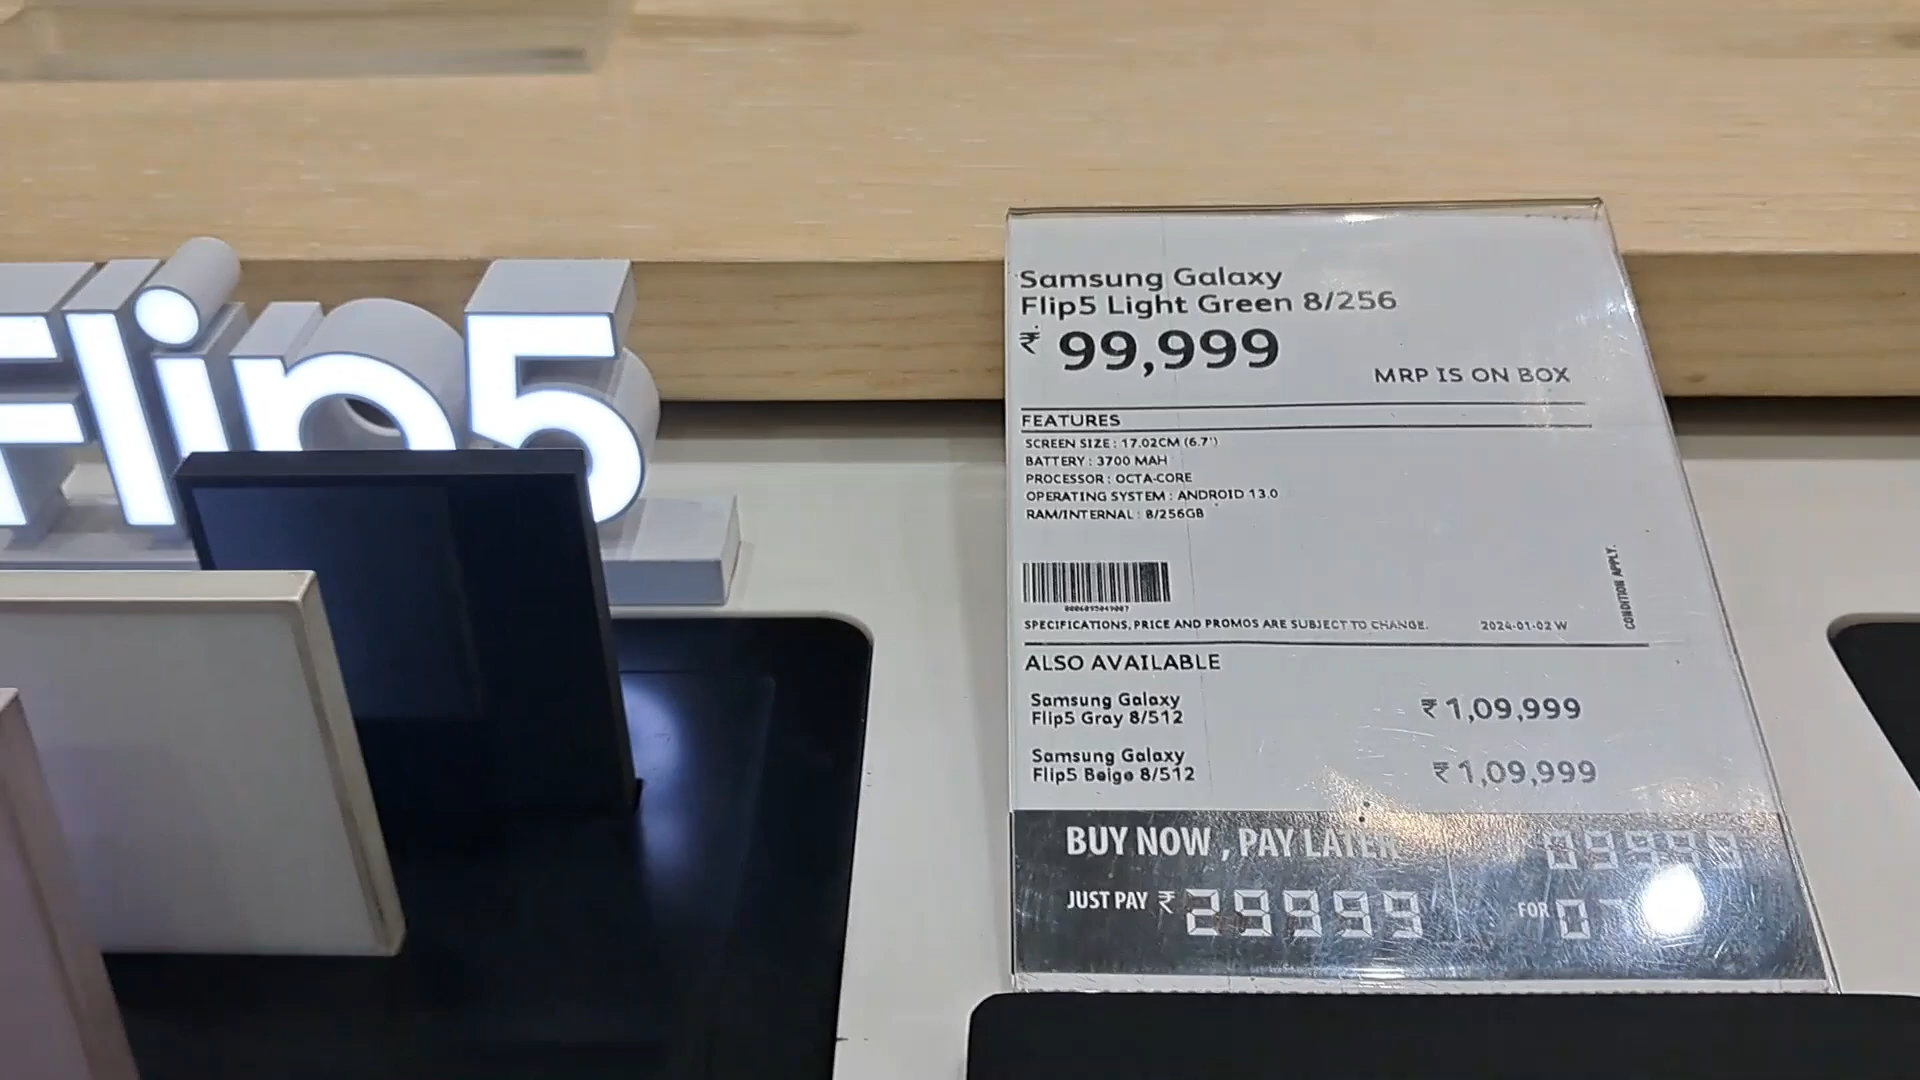 Flip5
Samsung Galaxy
Flip5 Light Green 8/256
₹ 99,999
MRP IS ON BOX
FEATURES
SCREEN SIZE : 17.02CM (6.7")
BATTERY : 3700 MAH
PROCESSOR : OCTA-CORE
OPERATING SYSTEM : ANDROID 13.0
RAM/INTERNAL : 8/256GB
CONDITION APPLY.
SPECIFICATIONS, PRICE AND PROMOS ARE SUBJECT TO CHANGE. 2024-01-02 W
ALSO AVAILABLE
Samsung Galaxy
Flip5 Gray 8/512 ₹ 1,09,999
Samsung Galaxy
Flip5 Beige 8/512 ₹ 1,09,999
BUY NOW , PAY LATER
JUST PAY ₹ 29999 FOR